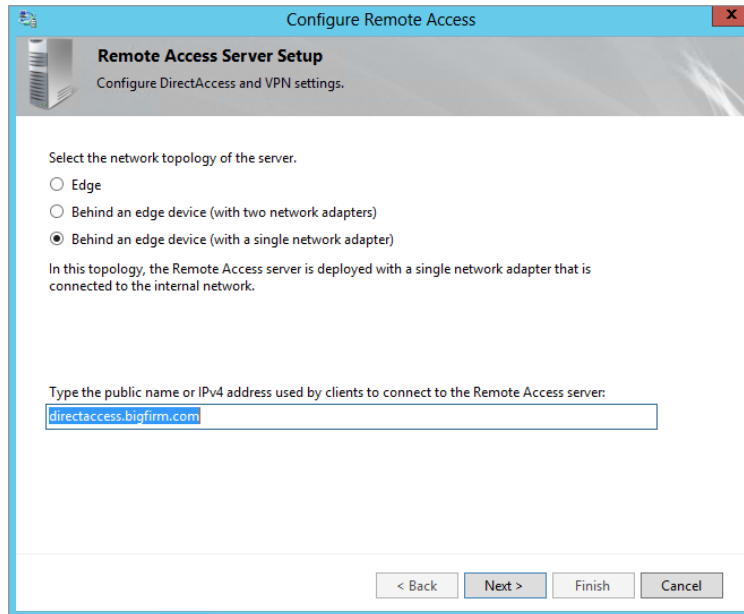 Configure Remote Access
x
Remote Access Server Setup
Configure DirectAccess and VPN settings.
Select the network topology of the server.
Edge
Behind an edge device (with two network adapters)
Behind an edge device (with a single network adapter)
In this topology, the Remote Access server is deployed with a single network adapter that is
connected to the internal network.
Type the public name or IPv4 address used by clients to connect to the Remote Access server:
directaccess.bigfirm.com
< Back Next > Finish Cancel